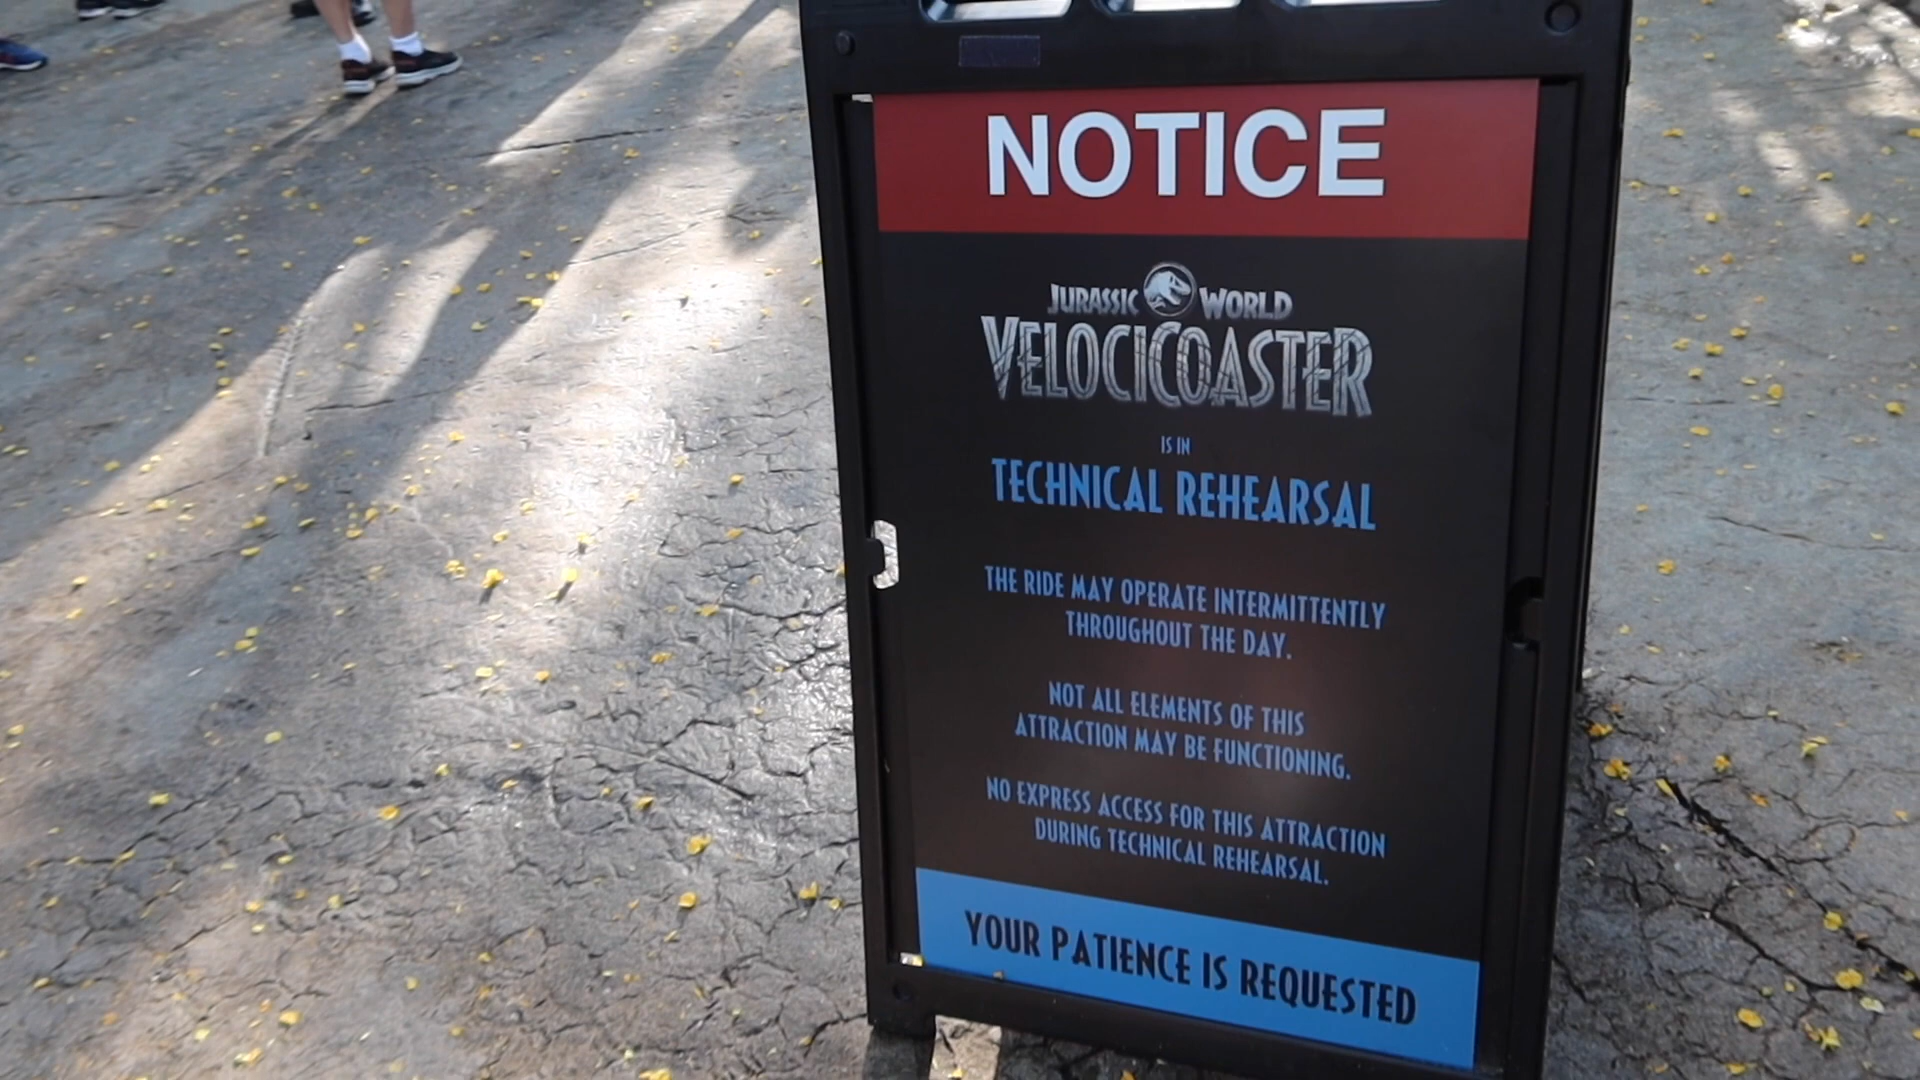 NOTICE
JURASSIC WORLD
VELOCICOASTER
IS IN
TECHNICAL REHEARSAL
THE RIDE MAY OPERATE INTERMITTENTLY
THROUGHOUT THE DAY.
NOT ALL ELEMENTS OF THIS
ATTRACTION MAY BE FUNCTIONING.
NO EXPRESS ACCESS FOR THIS ATTRACTION
DURING TECHNICAL REHEARSAL.
YOUR PATIENCE IS REQUESTED